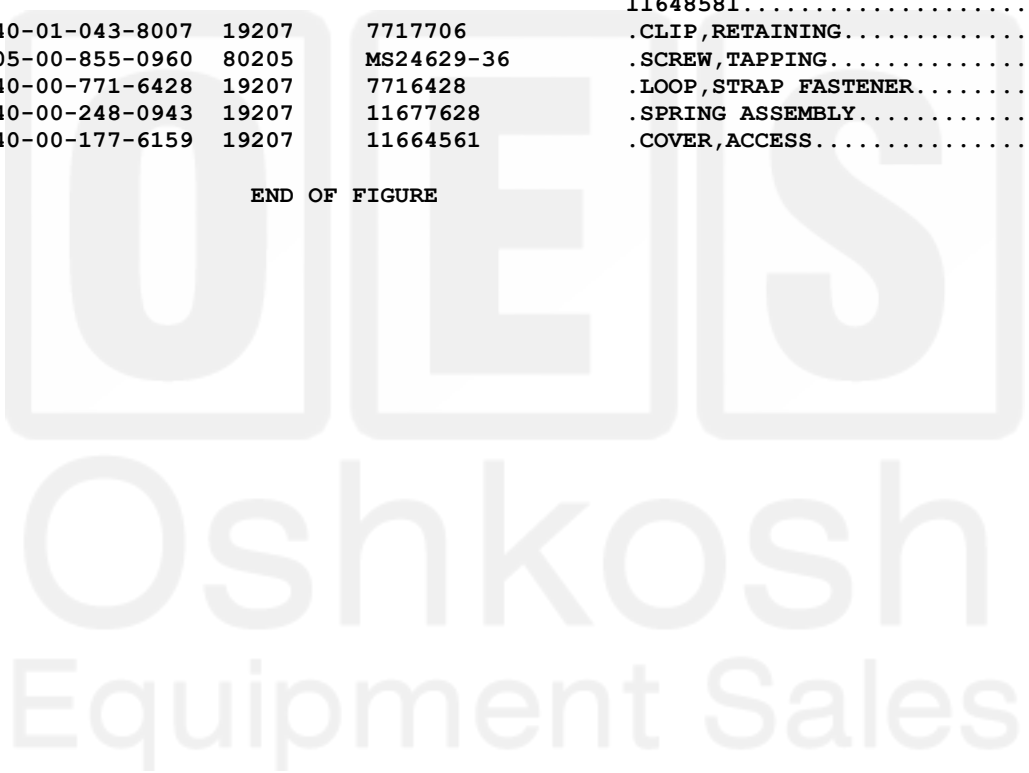 11648581....................
40-01-043-8007 19207 7717706 .CLIP,RETAINING.............
05-00-855-0960 80205 MS24629-36 .SCREW,TAPPING..............
40-00-771-6428 19207 7716428 .LOOP,STRAP FASTENER........
40-00-248-0943 19207 11677628 .SPRING ASSEMBLY............
40-00-177-6159 19207 11664561 .COVER,ACCESS...............
END OF FIGURE
OES
Oshkosh
Equipment Sales